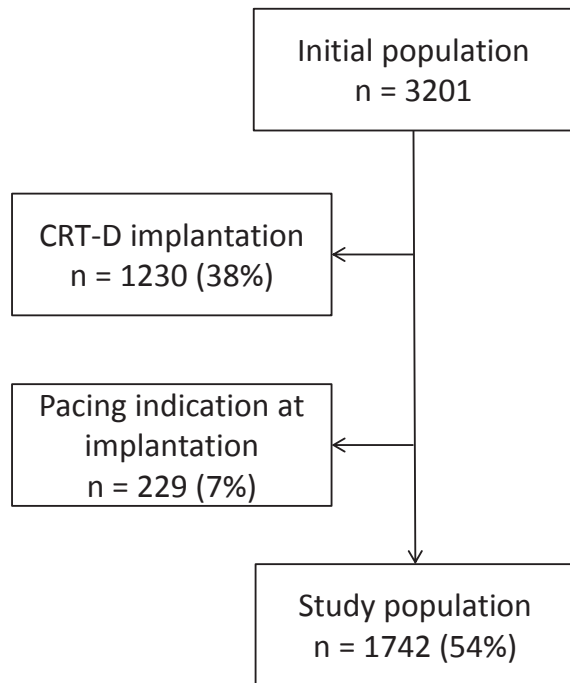 Initial population
n = 3201
CRT-D implantation
n = 1230 (38%)
Pacing indication at
implantation
n = 229 (7%)
Study population
n = 1742 (54%)